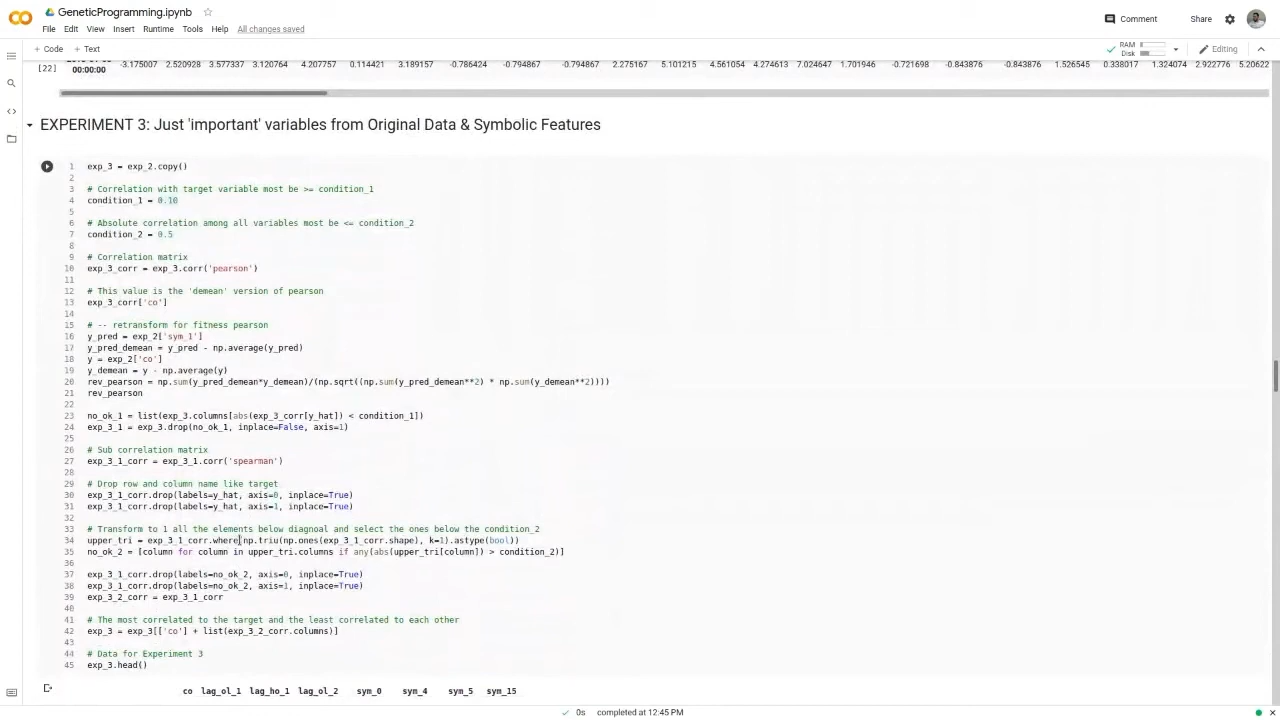 GeneticProgramming.ipynb
File Edit View Insert Runtime Tools Help All changes saved
Comment Share
+ Code + Text
RAM
Disk
Editing
[22] 00:00:00 -3.175007 2.520928 3.577337 3.120764 4.207757 0.114421 3.189157 -0.786424 -0.794867 -0.794867 2.275167 5.101215 4.561054 4.274613 7.024647 1.701946 -0.721698 -0.843876 -0.843876 1.526545 0.338017 1.324074 2.922776 5.20622
EXPERIMENT 3: Just 'important' variables from Original Data & Symbolic Features
1 exp_3 = exp_2.copy()
2
3 # Correlation with target variable most be >= condition_1
4 condition_1 = 0.10
5
6 # Absolute correlation among all variables most be <= condition_2
7 condition_2 = 0.5
8
9 # Correlation matrix
10 exp_3_corr = exp_3.corr('pearson')
11
12 # This value is the 'demean' version of pearson
13 exp_3_corr['co']
14
15 # -- retransform for fitness pearson
16 y_pred = exp_2['sym_1']
17 y_pred_demean = y_pred - np.average(y_pred)
18 y = exp_2['co']
19 y_demean = y - np.average(y)
20 rev_pearson = np.sum(y_pred_demean*y_demean)/(np.sqrt((np.sum(y_pred_demean**2) * np.sum(y_demean**2))))
21 rev_pearson
22
23 no_ok_1 = list(exp_3.columns[abs(exp_3_corr[y_hat]) < condition_1])
24 exp_3_1 = exp_3.drop(no_ok_1, inplace=False, axis=1)
25
26 # Sub correlation matrix
27 exp_3_1_corr = exp_3_1.corr('spearman')
28
29 # Drop row and column name like target
30 exp_3_1_corr.drop(labels=y_hat, axis=0, inplace=True)
31 exp_3_1_corr.drop(labels=y_hat, axis=1, inplace=True)
32
33 # Transform to 1 all the elements below diagnoal and select the ones below the condition_2
34 upper_tri = exp_3_1_corr.where(np.triu(np.ones(exp_3_1_corr.shape), k=1).astype(bool))
35 no_ok_2 = [column for column in upper_tri.columns if any(abs(upper_tri[column]) > condition_2)]
36
37 exp_3_1_corr.drop(labels=no_ok_2, axis=0, inplace=True)
38 exp_3_1_corr.drop(labels=no_ok_2, axis=1, inplace=True)
39 exp_3_2_corr = exp_3_1_corr
40
41 # The most correlated to the target and the least correlated to each other
42 exp_3 = exp_3[['co'] + list(exp_3_2_corr.columns)]
43
44 # Data for Experiment 3
45 exp_3.head()
co lag_ol_1 lag_ho_1 lag_ol_2 sym_0 sym_4 sym_5 sym_15
0s completed at 12:45 PM